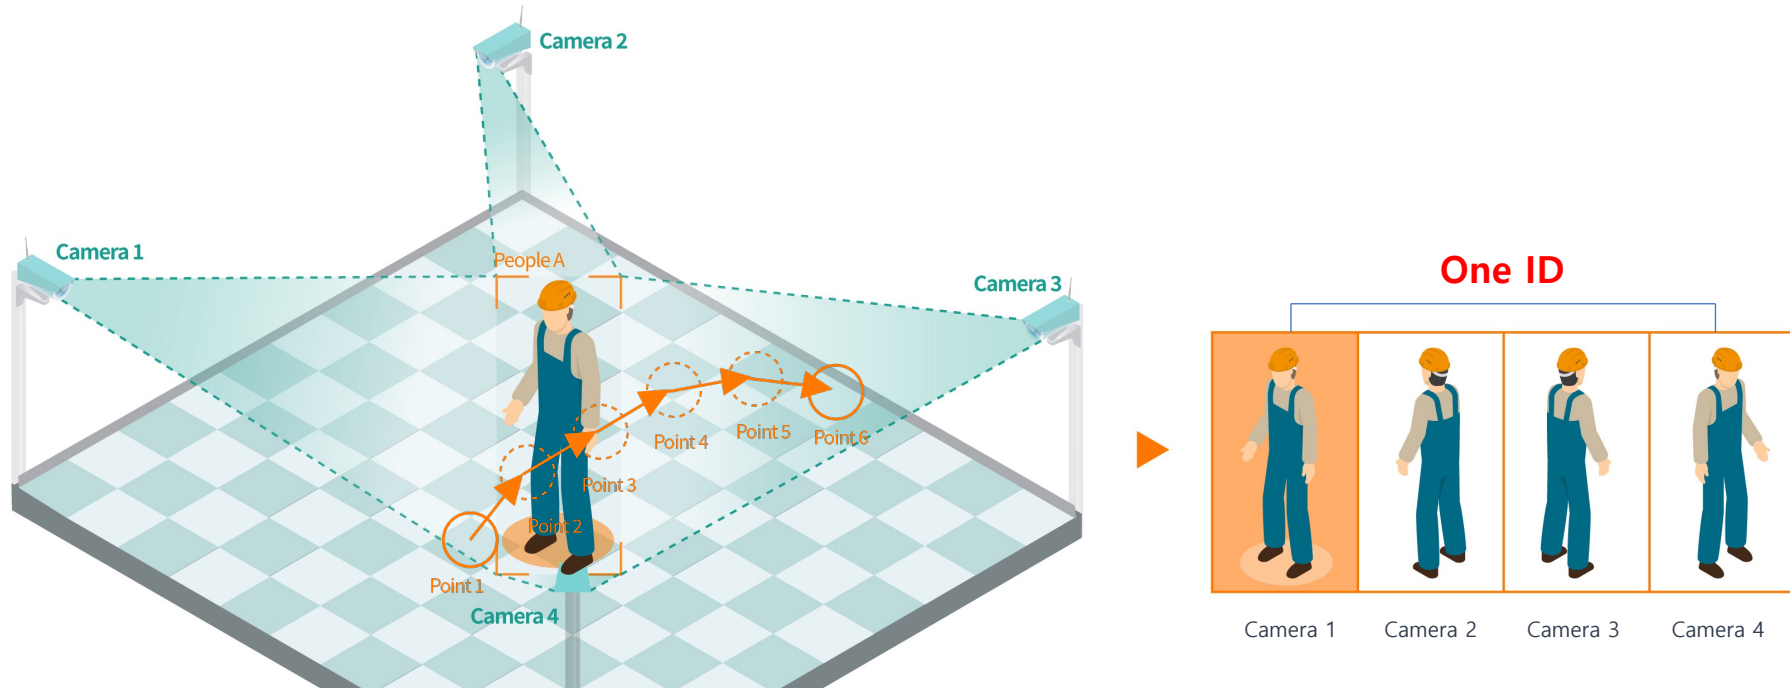 Camera 2
Camera 1
People A
Camera 3
Point 4
Point 5
Point 6
Point 3
Point 2
Point 1
Camera 4
One ID
Camera 1
Camera 2
Camera 3
Camera 4